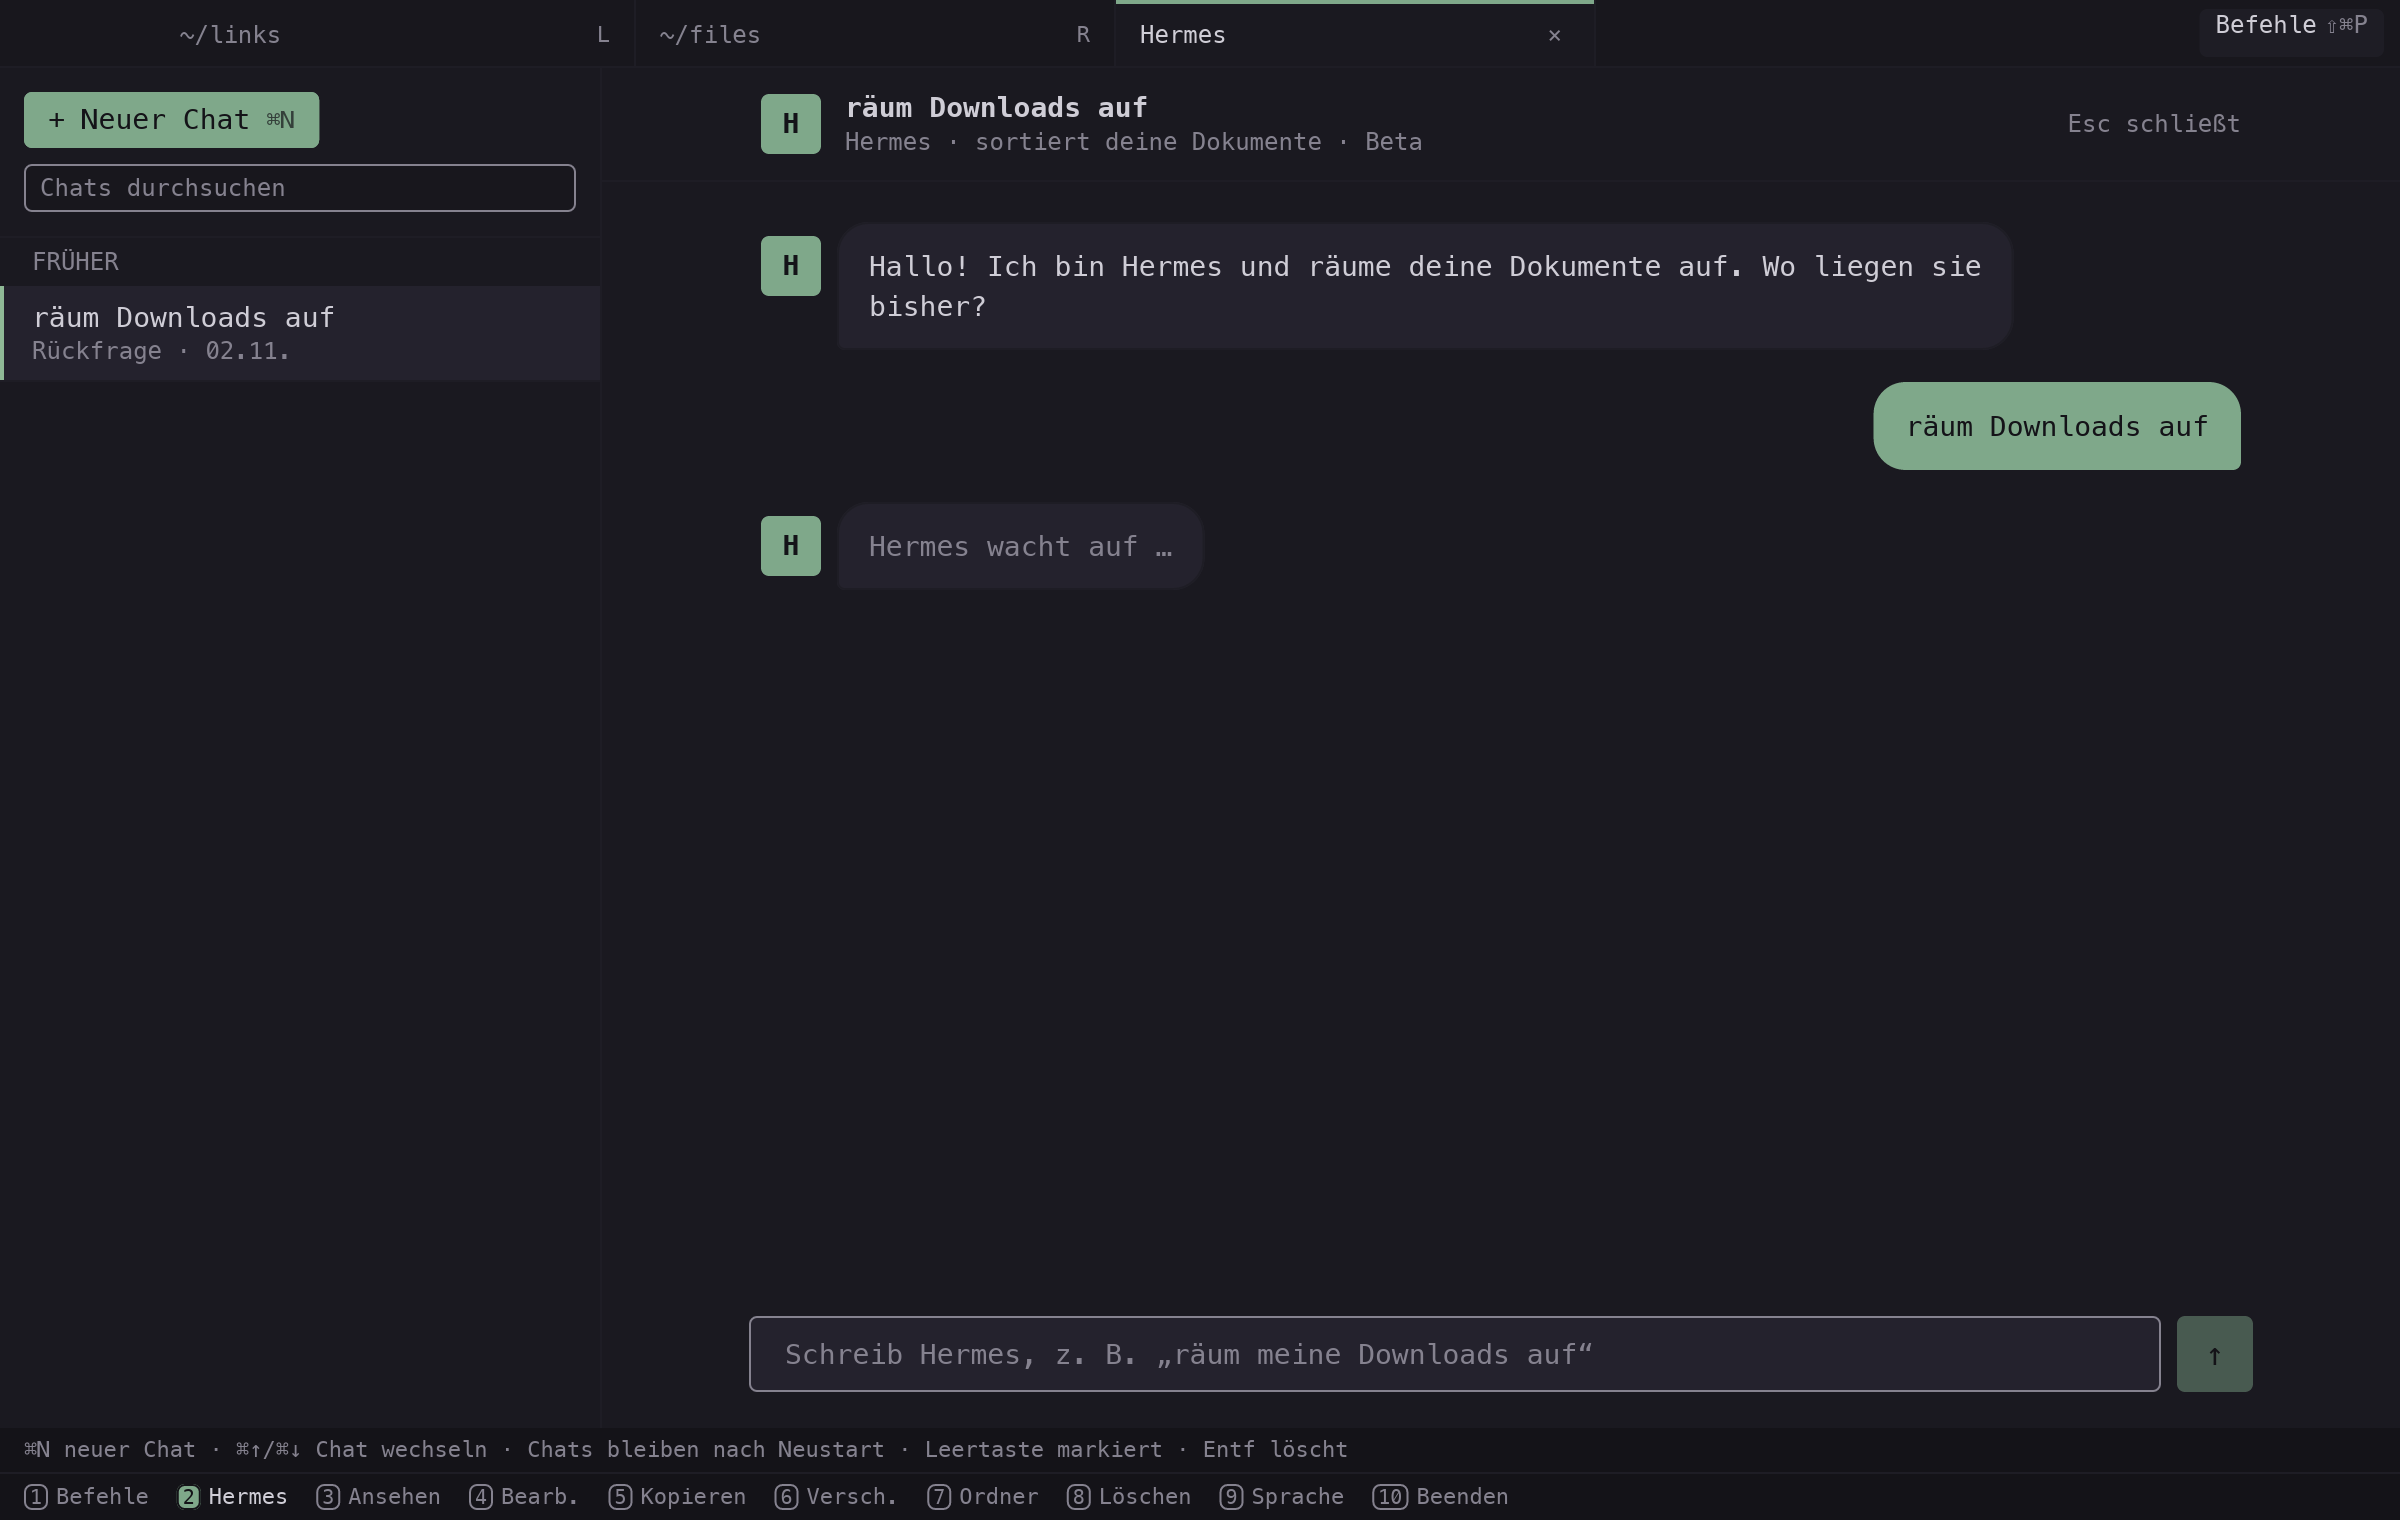 ~/links L ~/files R Hermes × Befehle ⇧⌘P
+ Neuer Chat ⌘N
Chats durchsuchen
FRÜHER
räum Downloads auf
Rückfrage · 02.11.
H räum Downloads auf
Hermes · sortiert deine Dokumente · Beta
Esc schließt
H Hallo! Ich bin Hermes und räume deine Dokumente auf. Wo liegen sie
bisher?
räum Downloads auf
H Hermes wacht auf …
Schreib Hermes, z. B. „räum meine Downloads auf“ ↑
⌘N neuer Chat · ⌘↑/⌘↓ Chat wechseln · Chats bleiben nach Neustart · Leertaste markiert · Entf löscht
1 Befehle 2 Hermes 3 Ansehen 4 Bearb. 5 Kopieren 6 Versch. 7 Ordner 8 Löschen 9 Sprache 10 Beenden